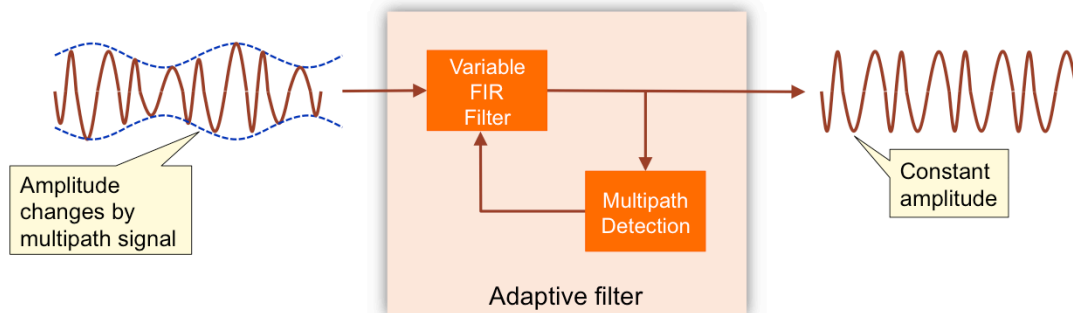 Variable
FIR
Filter
Amplitude
changes by
multipath signal
Multipath
Detection
Constant
amplitude
Adaptive filter